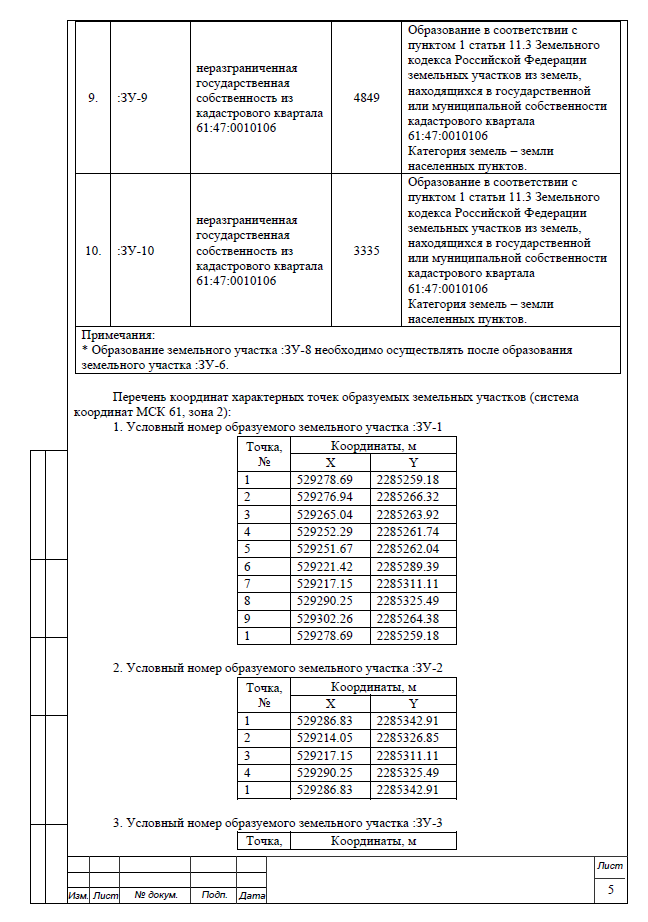 9.
:ЗУ-9
неразграниченная
государственная
собственность из
кадастрового квартала
61:47:0010106
4849
Образование в соответствии с
пунктом 1 статьи 11.3 Земельного
кодекса Российской Федерации
земельных участков из земель,
находящихся в государственной
или муниципальной собственности
кадастрового квартала
61:47:0010106
Категория земель – земли
населенных пунктов.
10.
:ЗУ-10
неразграниченная
государственная
собственность из
кадастрового квартала
61:47:0010106
3335
Образование в соответствии с
пунктом 1 статьи 11.3 Земельного
кодекса Российской Федерации
земельных участков из земель,
находящихся в государственной
или муниципальной собственности
кадастрового квартала
61:47:0010106
Категория земель – земли
населенных пунктов.
Примечания:
* Образование земельного участка :ЗУ-8 необходимо осуществлять после образования
земельного участка :ЗУ-6.
Перечень координат характерных точек образуемых земельных участков (система
координат МСК 61, зона 2):
1. Условный номер образуемого земельного участка :ЗУ-1
Точка, № Координаты, м
X Y
1 529278.69 2285259.18
2 529276.94 2285266.32
3 529265.04 2285263.92
4 529252.29 2285261.74
5 529251.67 2285262.04
6 529221.42 2285289.39
7 529217.15 2285311.11
8 529290.25 2285325.49
9 529302.26 2285264.38
1 529278.69 2285259.18
2. Условный номер образуемого земельного участка :ЗУ-2
Точка, № Координаты, м
X Y
1 529286.83 2285342.91
2 529214.05 2285326.85
3 529217.15 2285311.11
4 529290.25 2285325.49
1 529286.83 2285342.91
3. Условный номер образуемого земельного участка :ЗУ-3
Точка, Координаты, м
Изм. Лист № докум. Подп. Дата
Лист
5